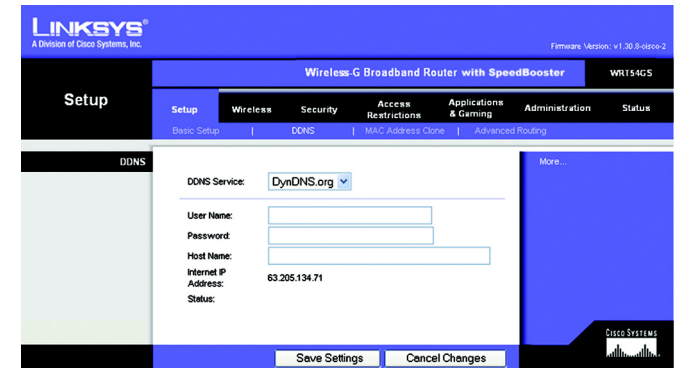 LINKSYS®
A Division of Cisco Systems, Inc.
Firmware Version: v1.30.8-cisco-2
Wireless-G Broadband Router with SpeedBooster WRT54GS
Setup
Setup Wireless Security Access Restrictions Applications & Gaming Administration Status
Basic Setup | DDNS | MAC Address Clone | Advanced Routing
DDNS
More...
DDNS Service: DynDNS.org
User Name:
Password:
Host Name:
Internet IP Address: 63.205.134.71
Status:
CISCO SYSTEMS
Save Settings Cancel Changes